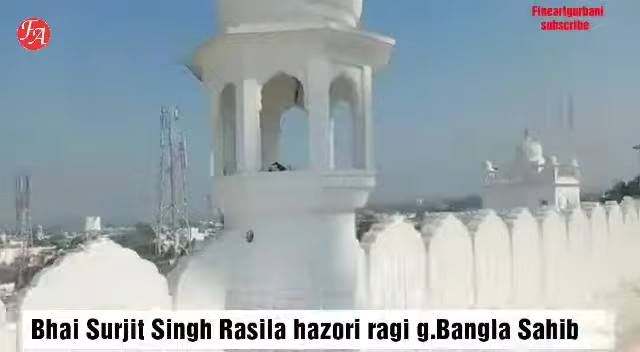 FA
Fineartgurbani
subscribe
Bhai Surjit Singh Rasila hazori ragi g.Bangla Sahib